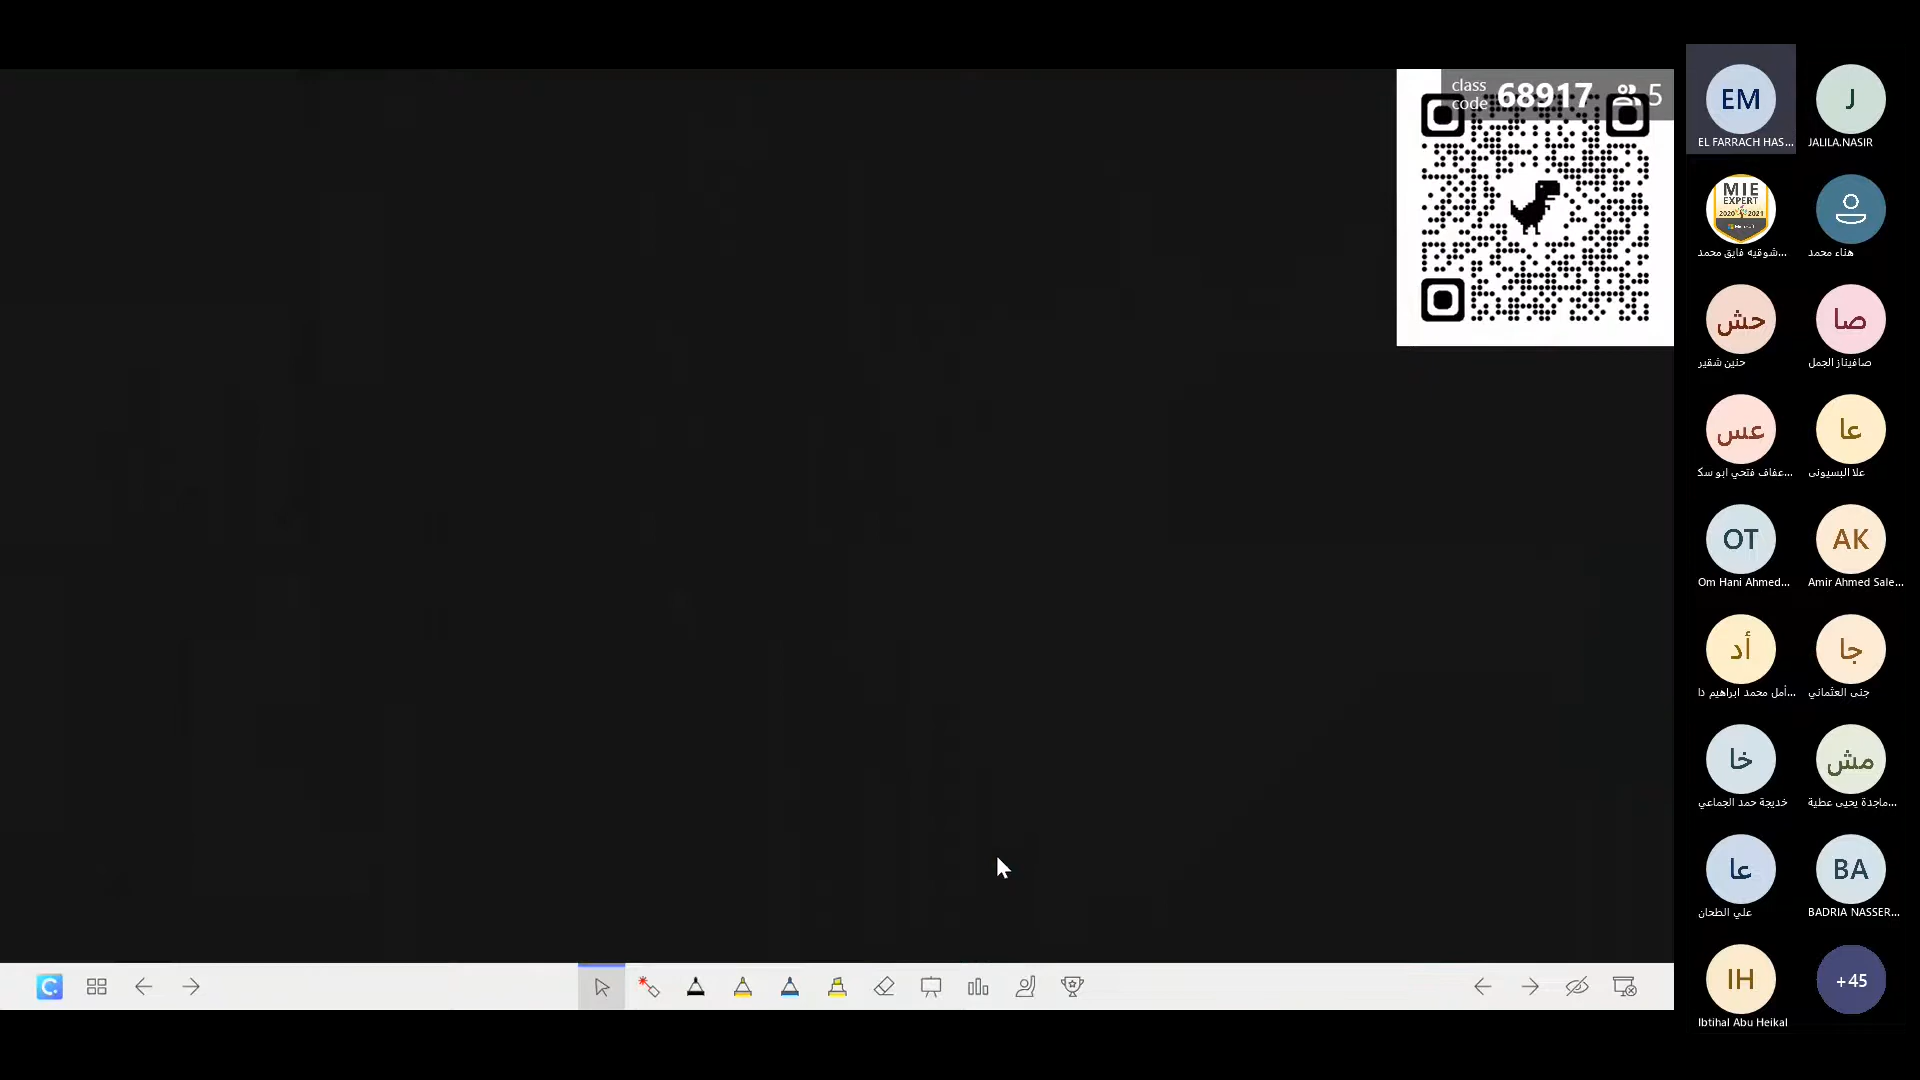 class
code 68917 5
EM
EL FARRACH HAS...
J
JALILA.NASIR
MIE
EXPERT
2020 2021
Microsoft
شوقيه فايق محمد...
هناء محمد
حش
حنين شقير
صا
صافيناز الجمل
عس
عفاف فتحي ابو سك...
عا
علا البسيونى
OT
Om Hani Ahmed...
AK
Amir Ahmed Sale...
أد
أمل محمد ابراهيم دا...
جا
جنى العثماني
خا
خديجة حمد الجماعي
مش
ماجدة يحيى عطية...
عا
علي الطحان
BA
BADRIA NASSER...
IH
Ibtihal Abu Heikal
+45
C